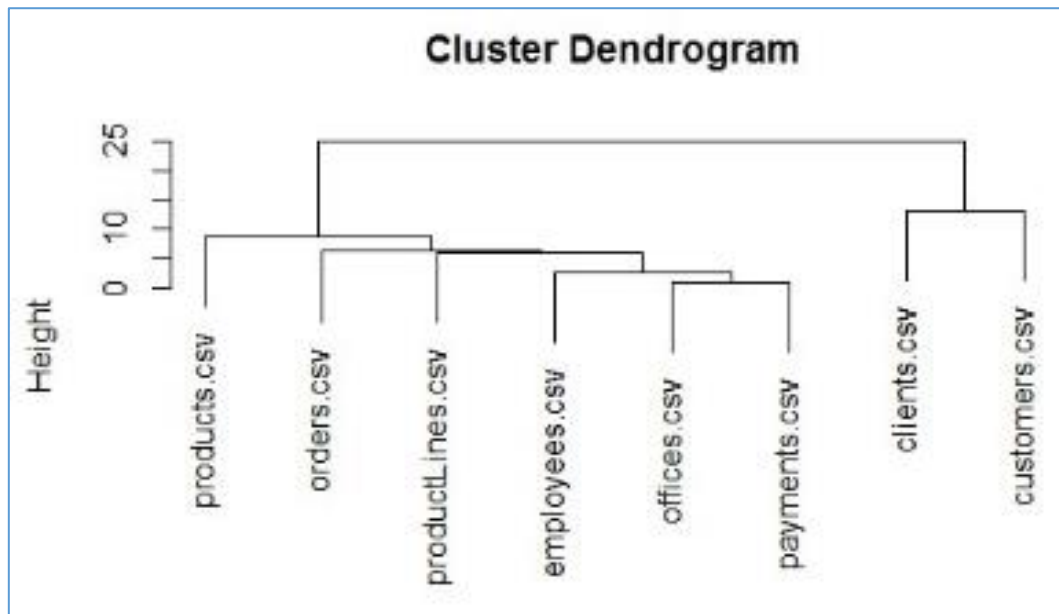 Cluster Dendrogram
Height
25
10
0
products.csv
orders.csv
productLines.csv
employees.csv
offices.csv
payments.csv
clients.csv
customers.csv